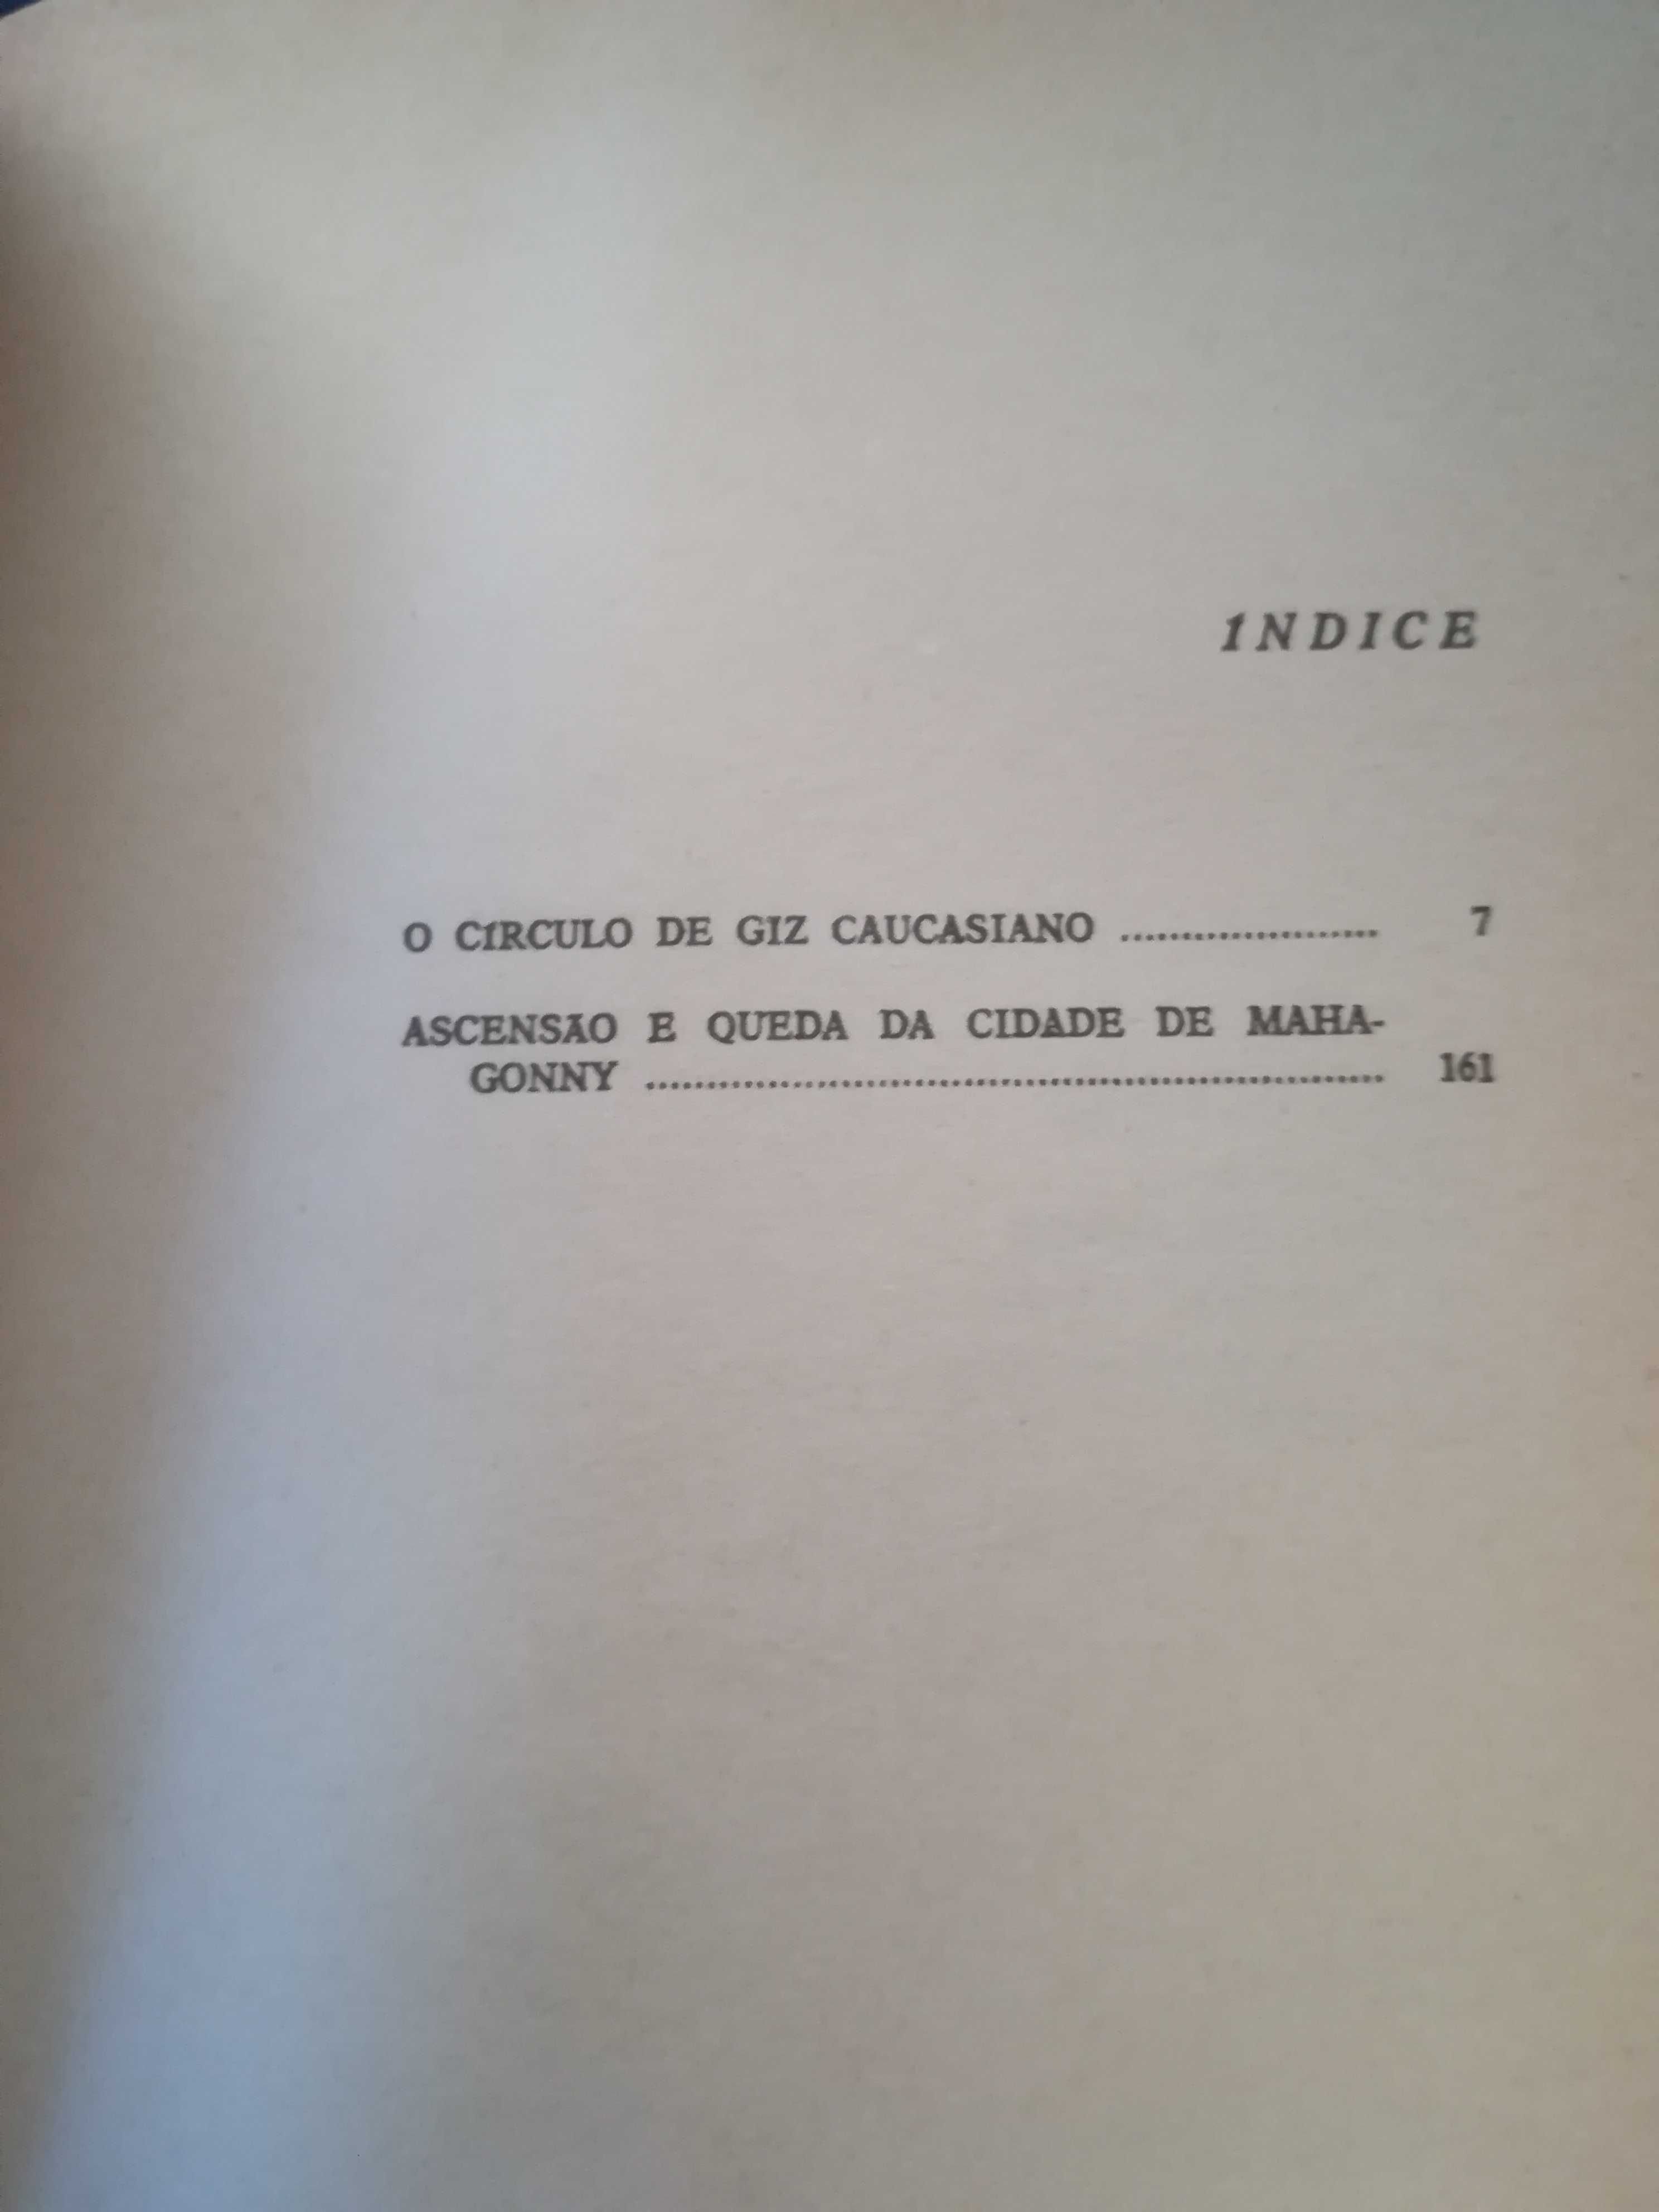 ÍNDICE
O CÍRCULO DE GIZ CAUCASIANO ..................... 7
ASCENSÃO E QUEDA DA CIDADE DE MAHA-
GONNY ............................................................. 161